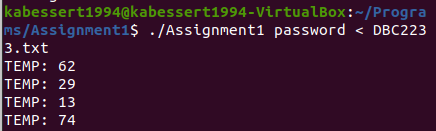 kabessert1994@kabessert1994-VirtualBox:~/Progra
ms/Assignment1$ ./Assignment1 password < DBC223
3.txt
TEMP: 62
TEMP: 29
TEMP: 13
TEMP: 74